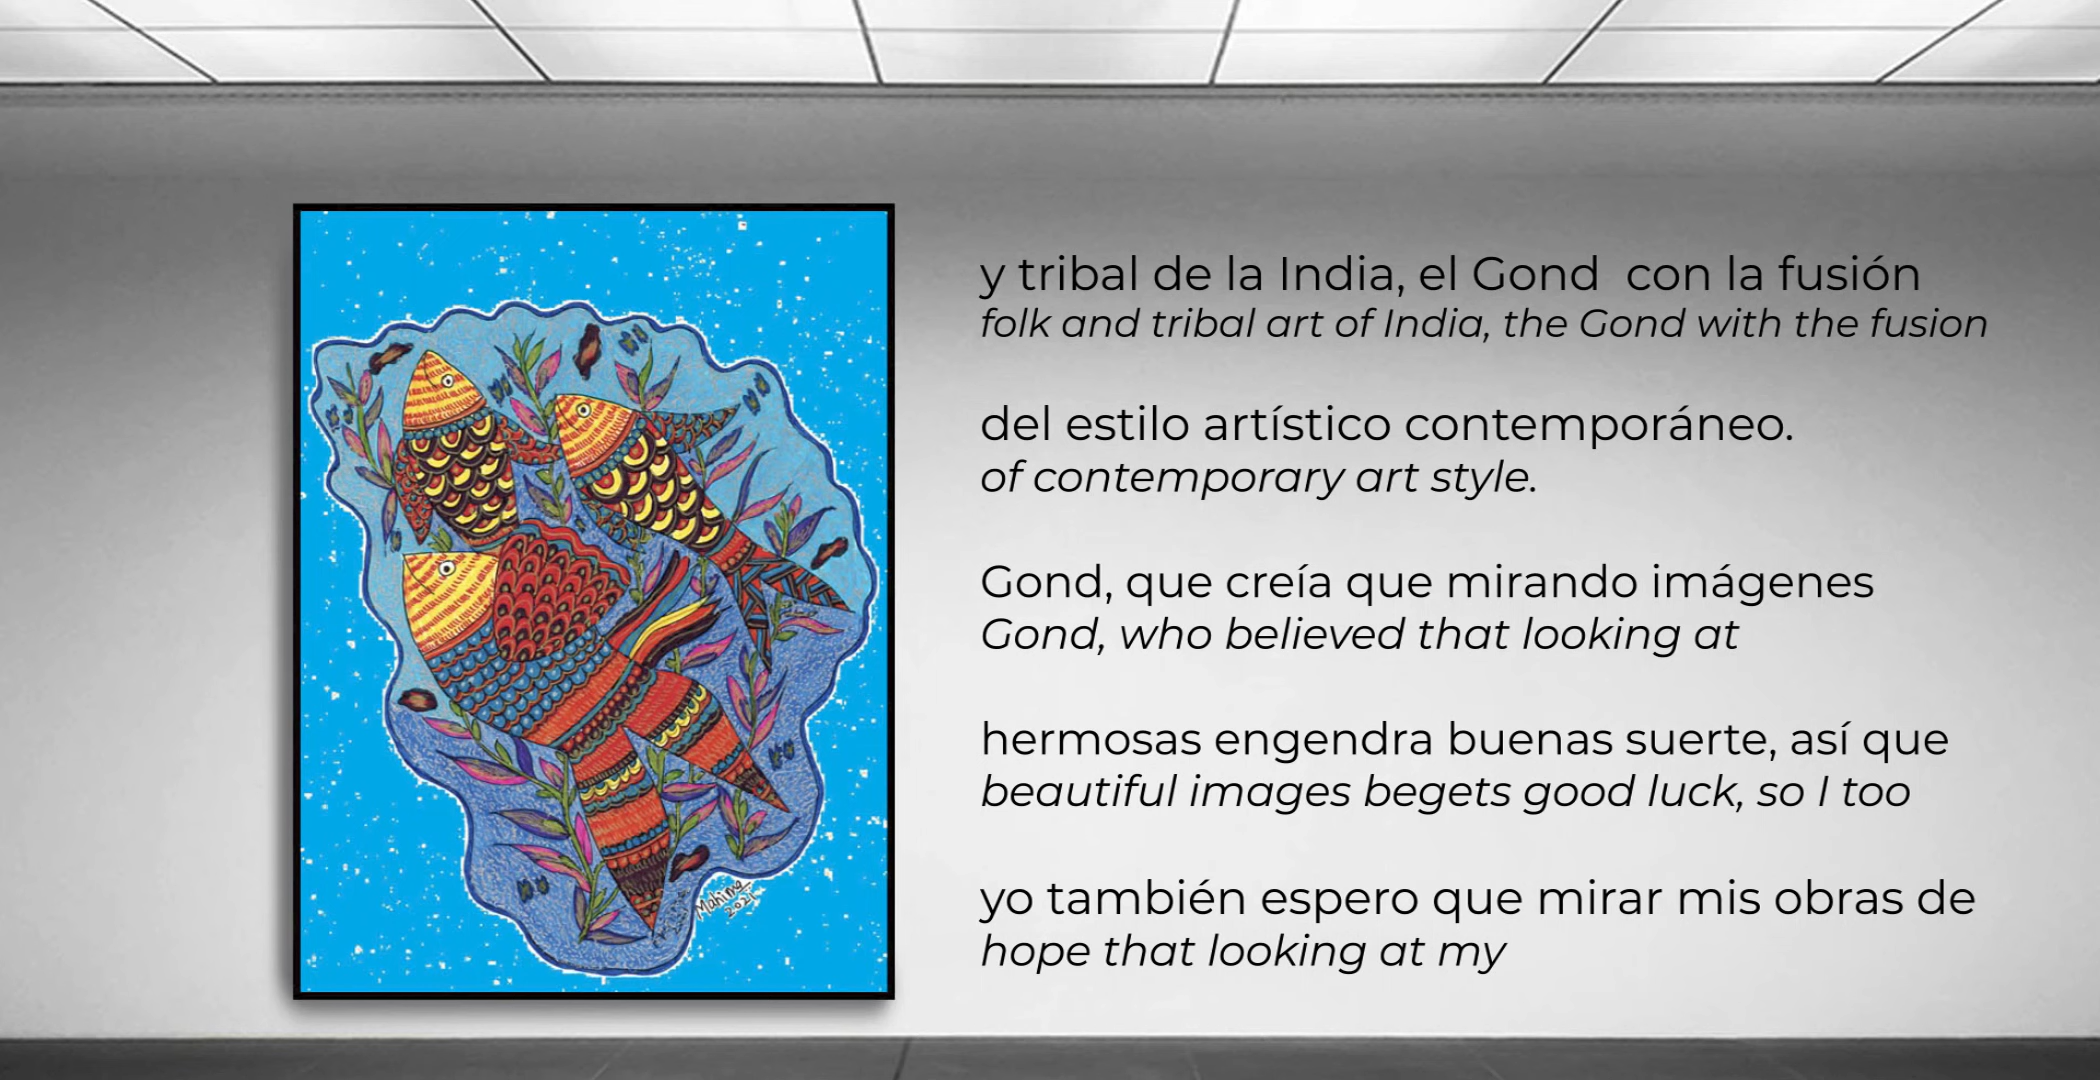 y tribal de la India, el Gond  con la fusión
folk and tribal art of India, the Gond with the fusion
del estilo artístico contemporáneo.
of contemporary art style.
Gond, que creía que mirando imágenes
Gond, who believed that looking at
hermosas engendra buenas suerte, así que
beautiful images begets good luck, so I too
yo también espero que mirar mis obras de
hope that looking at my
Mahima
2021